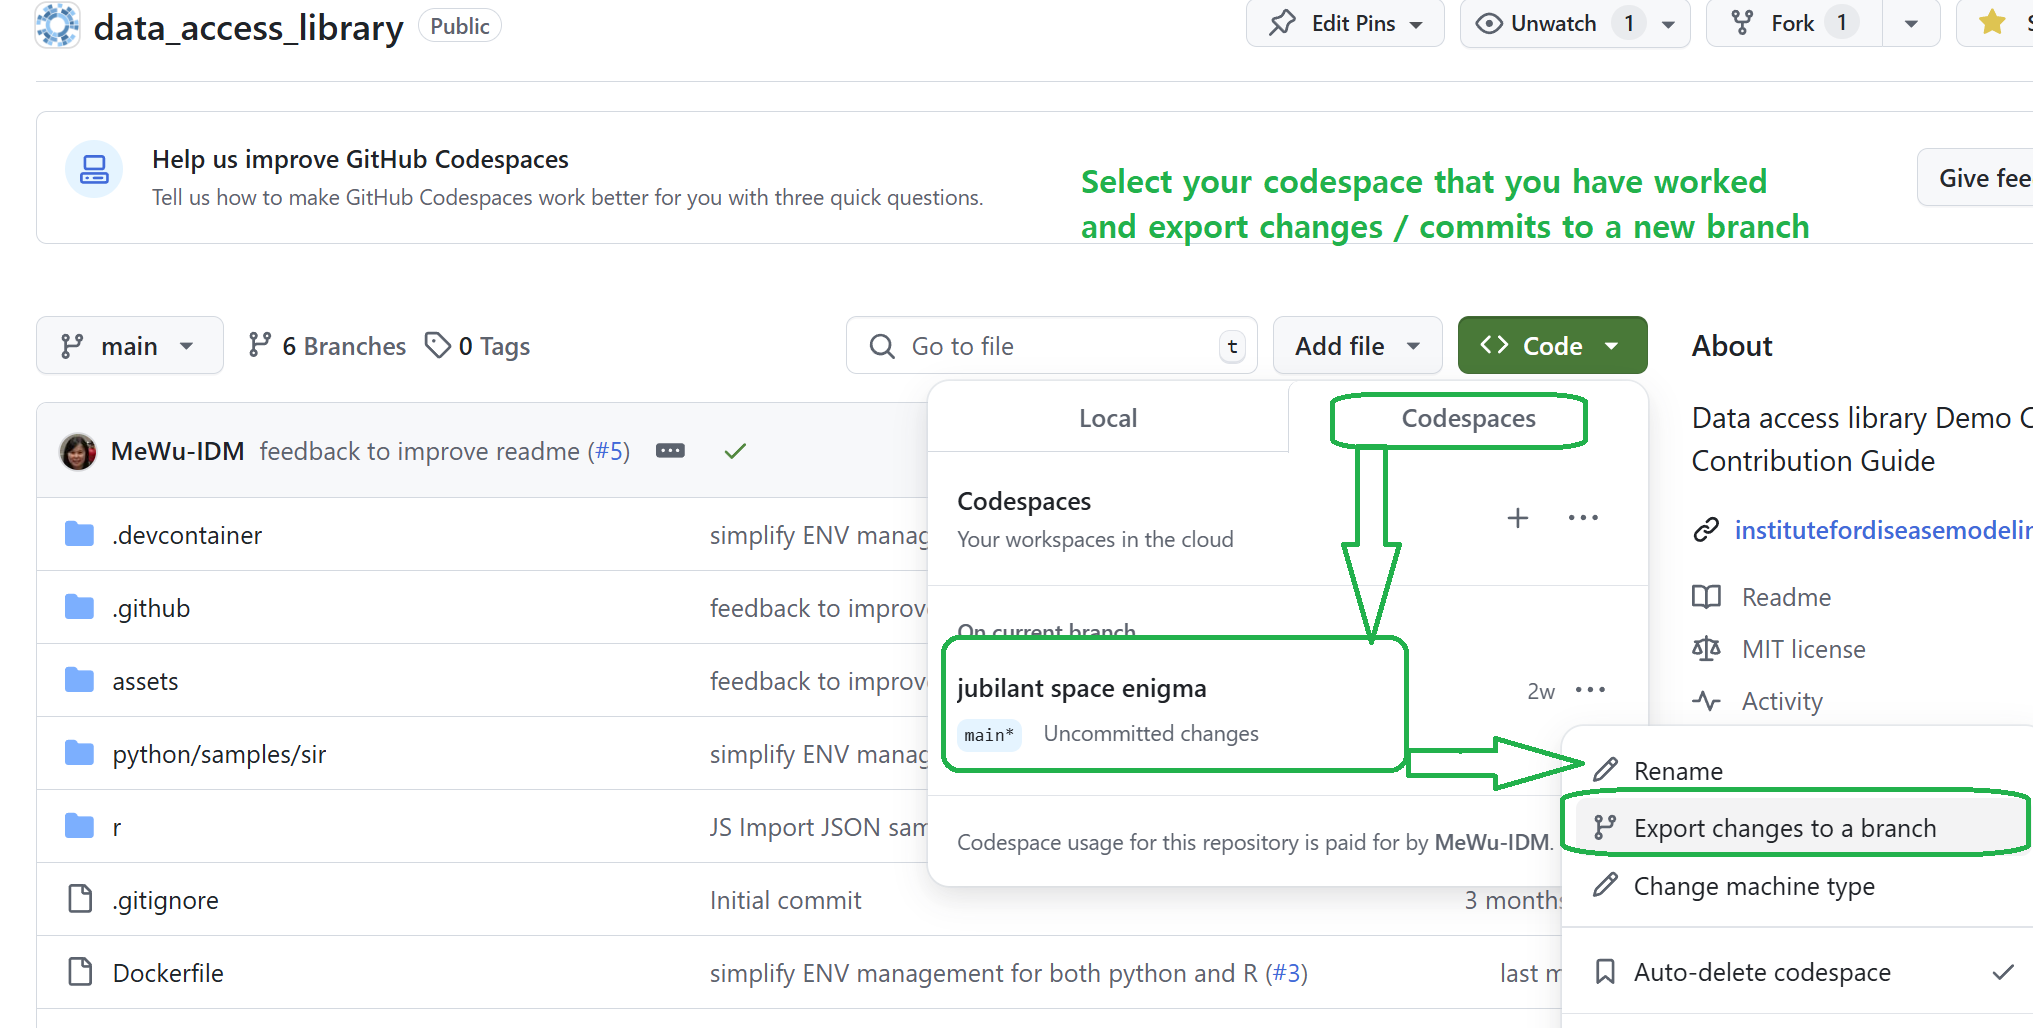 data_access_library Public
Edit Pins
Unwatch 1
Fork 1
Help us improve GitHub Codespaces
Tell us how to make GitHub Codespaces work better for you with three quick questions.
Select your codespace that you have worked
and export changes / commits to a new branch
Give fee
main
6 Branches
0 Tags
Go to file
t
Add file
<> Code
About
Local
Codespaces
Data access library Demo
Contribution Guide
MeWu-IDM feedback to improve readme (#5)
Codespaces
Your workspaces in the cloud
institutefordiseasemodelin
.devcontainer simplify ENV manag
.github feedback to improv
On current branch
Readme
MIT license
assets feedback to improv
jubilant space enigma
2w
Activity
main* Uncommitted changes
python/samples/sir simplify ENV manag
Rename
r JS Import JSON sam
Export changes to a branch
Codespace usage for this repository is paid for by MeWu-IDM.
Change machine type
.gitignore Initial commit 3 months
Dockerfile simplify ENV management for both python and R (#3) last m
Auto-delete codespace